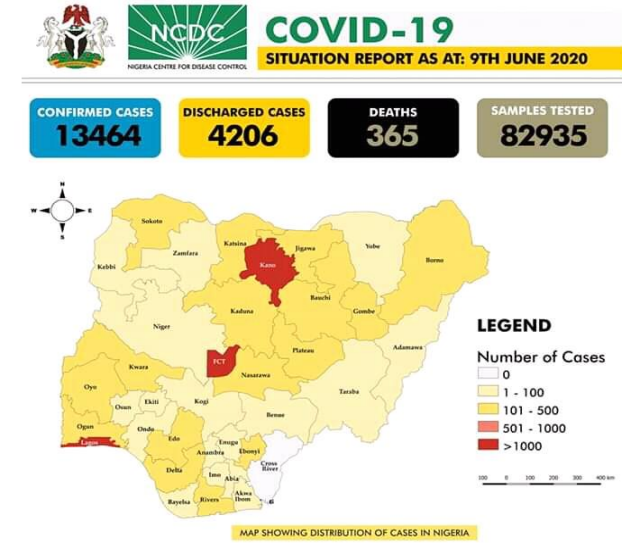 NCDC
NIGERIA CENTRE FOR DISEASE CONTROL
COVID-19
SITUATION REPORT AS AT: 9TH JUNE 2020
CONFIRMED CASES
13464
DISCHARGED CASES
4206
DEATHS
365
SAMPLES TESTED
82935
N
W
E
S
Sokoto
Katsina
Jigawa
Yobe
Borno
Zamfara
Kano
Kebbi
Bauchi
Kaduna
Gombe
Niger
Adamawa
Plateau
FCT
Kwara
Nasarawa
Oyo
Taraba
Kogi
Ekiti
Osun
Benue
Ogun
Ondo
Edo
Enugu
Lagos
Anambra
Ebonyi
Delta
Cross
River
Imo
Abia
Akwa
Ibom
Bayelsa
Rivers
LEGEND
Number of Cases
0
1 - 100
101 - 500
501 - 1000
>1000
100 0 100 200 300 400 km
MAP SHOWING DISTRIBUTION OF CASES IN NIGERIA